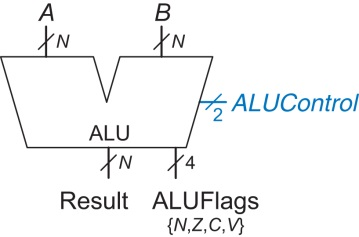 A B
N N
ALUControl
2
ALU
N 4
Result ALUFlags
{N,Z,C,V}